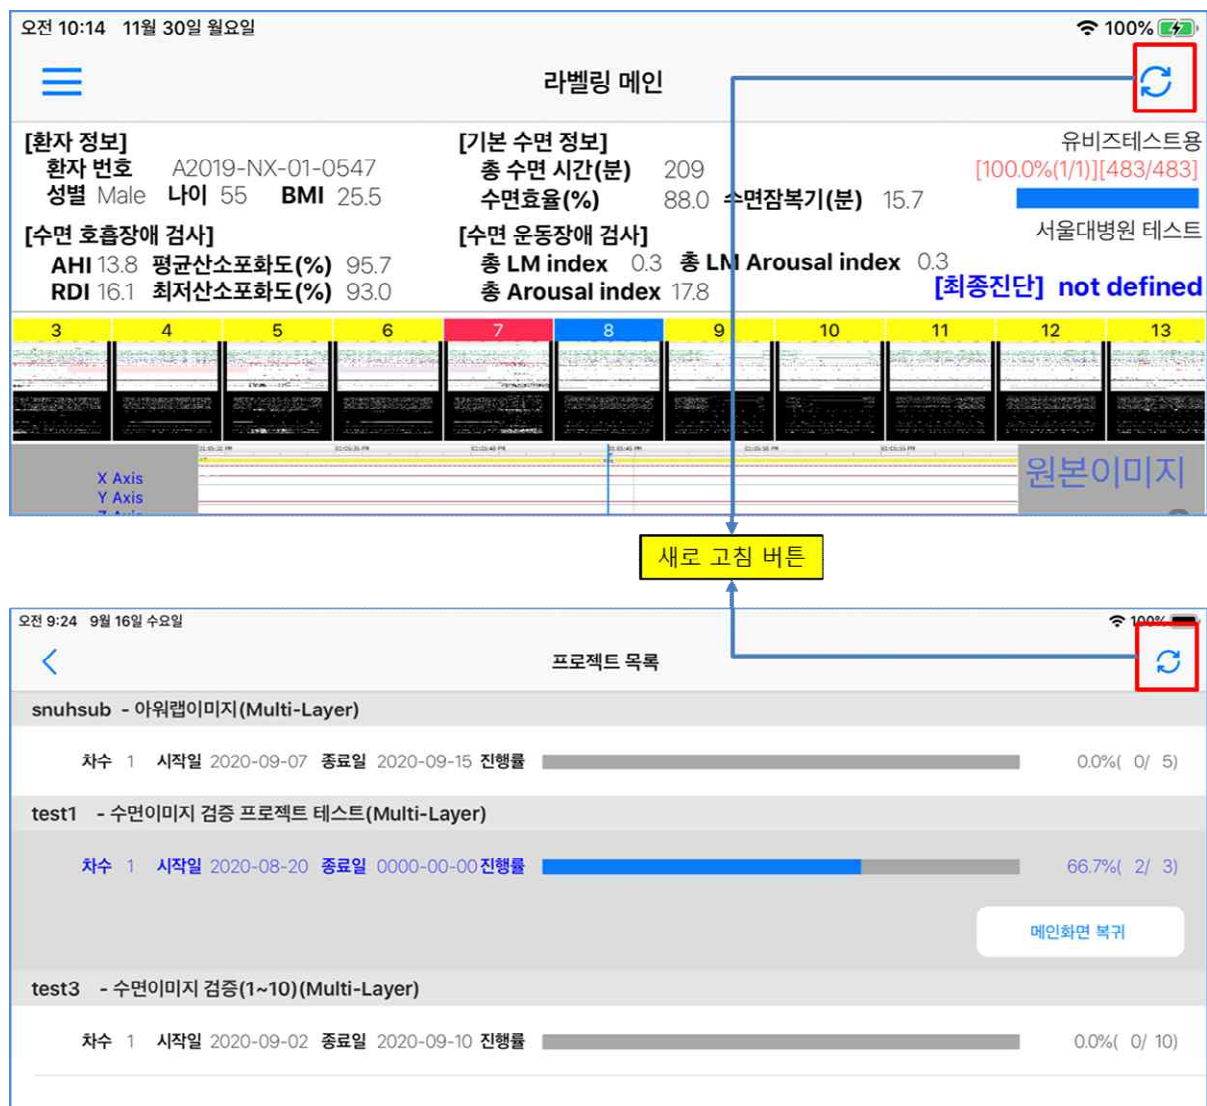 오전 10:14 11월 30일 월요일 100%
라벨링 메인
[환자 정보] [기본 수면 정보] 유비즈테스트용
환자 번호 A2019-NX-01-0547 총 수면 시간(분) 209 [100.0%(1/1)][483/483]
성별 Male 나이 55 BMI 25.5 수면효율(%) 88.0 수면잠복기(분) 15.7
[수면 호흡장애 검사] [수면 운동장애 검사] 서울대병원 테스트
AHI 13.8 평균산소포화도(%) 95.7 총 LM index 0.3 총 LM Arousal index 0.3
RDI 16.1 최저산소포화도(%) 93.0 총 Arousal index 17.8 [최종진단] not defined
3 4 5 6 7 8 9 10 11 12 13
원본이미지
X Axis
Y Axis
Z Axis
새로 고침 버튼
오전 9:24 9월 16일 수요일 100%
프로젝트 목록
snuhsub - 아워랩이미지(Multi-Layer)
차수 1 시작일 2020-09-07 종료일 2020-09-15 진행률 0.0%( 0/ 5)
test1 - 수면이미지 검증 프로젝트 테스트(Multi-Layer)
차수 1 시작일 2020-08-20 종료일 0000-00-00 진행률 66.7%( 2/ 3)
메인화면 복귀
test3 - 수면이미지 검증(1~10)(Multi-Layer)
차수 1 시작일 2020-09-02 종료일 2020-09-10 진행률 0.0%( 0/ 10)